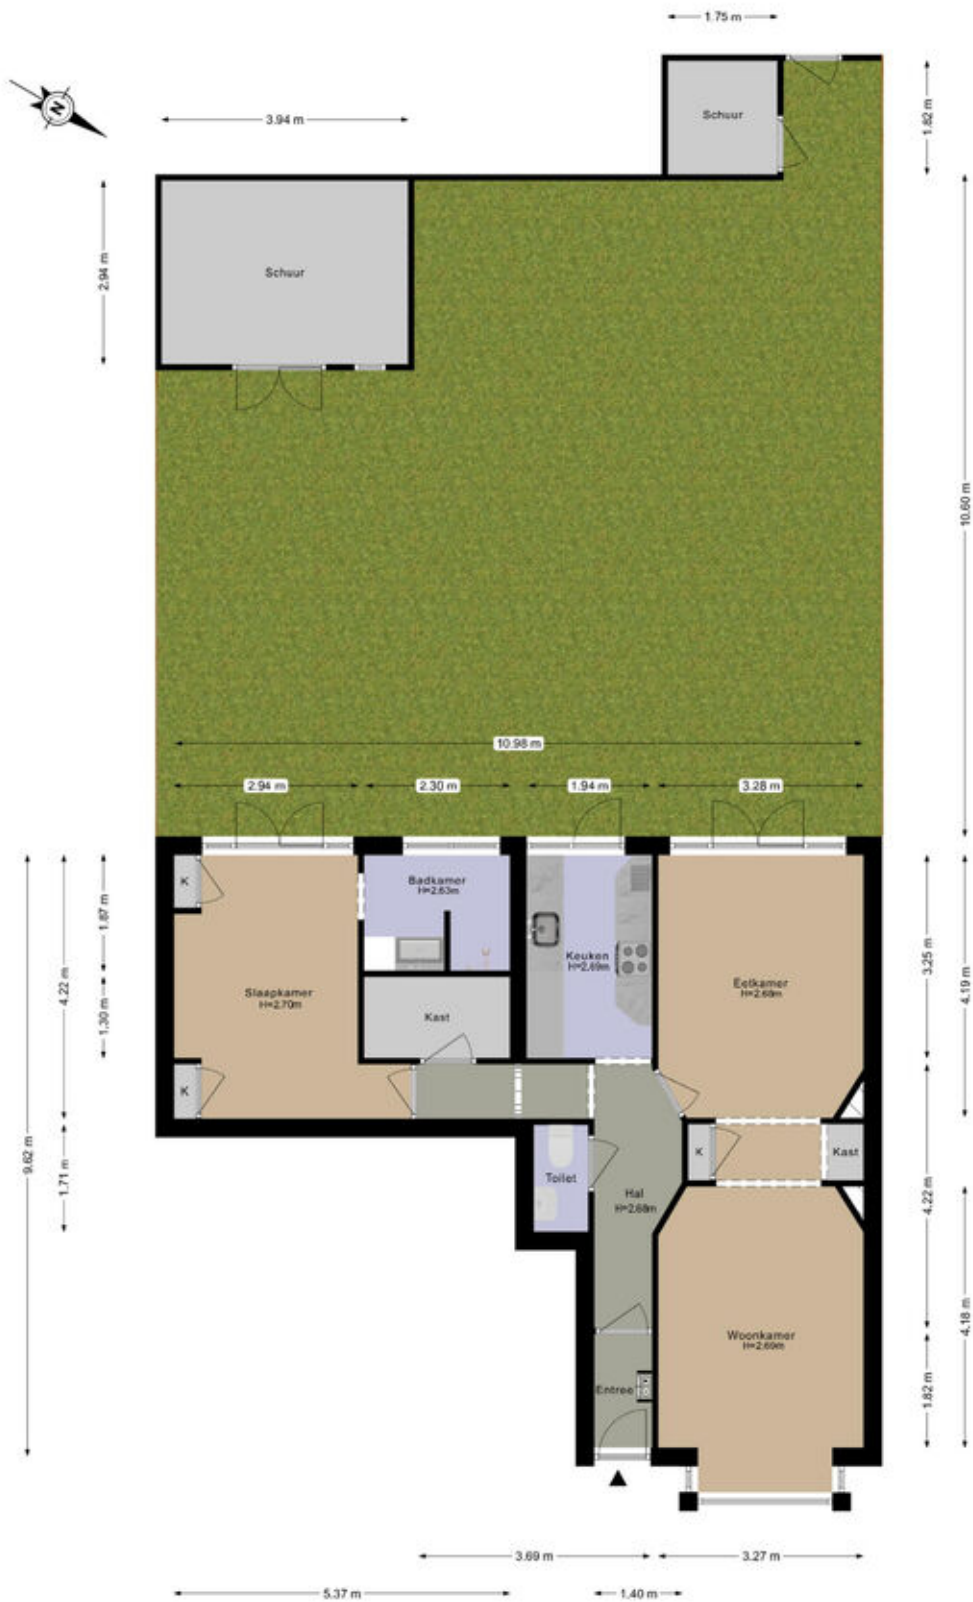 1.75 m
N
3.94 m
Schuur
1.82 m
2.94 m
Schuur
10.60 m
10.98 m
2.94 m
2.30 m
1.94 m
3.28 m
K
Badkamer
H=2.63m
1.87 m
Keuken
H=2.69m
3.25 m
4.22 m
Slaapkamer
H=2.70m
Eetkamer
H=2.68m
4.19 m
1.30 m
Kast
K
9.62 m
1.71 m
Toilet
K
Kast
Hal
H=2.68m
4.22 m
Woonkamer
H=2.69m
4.18 m
Entree
1.82 m
3.69 m
3.27 m
5.37 m
1.40 m